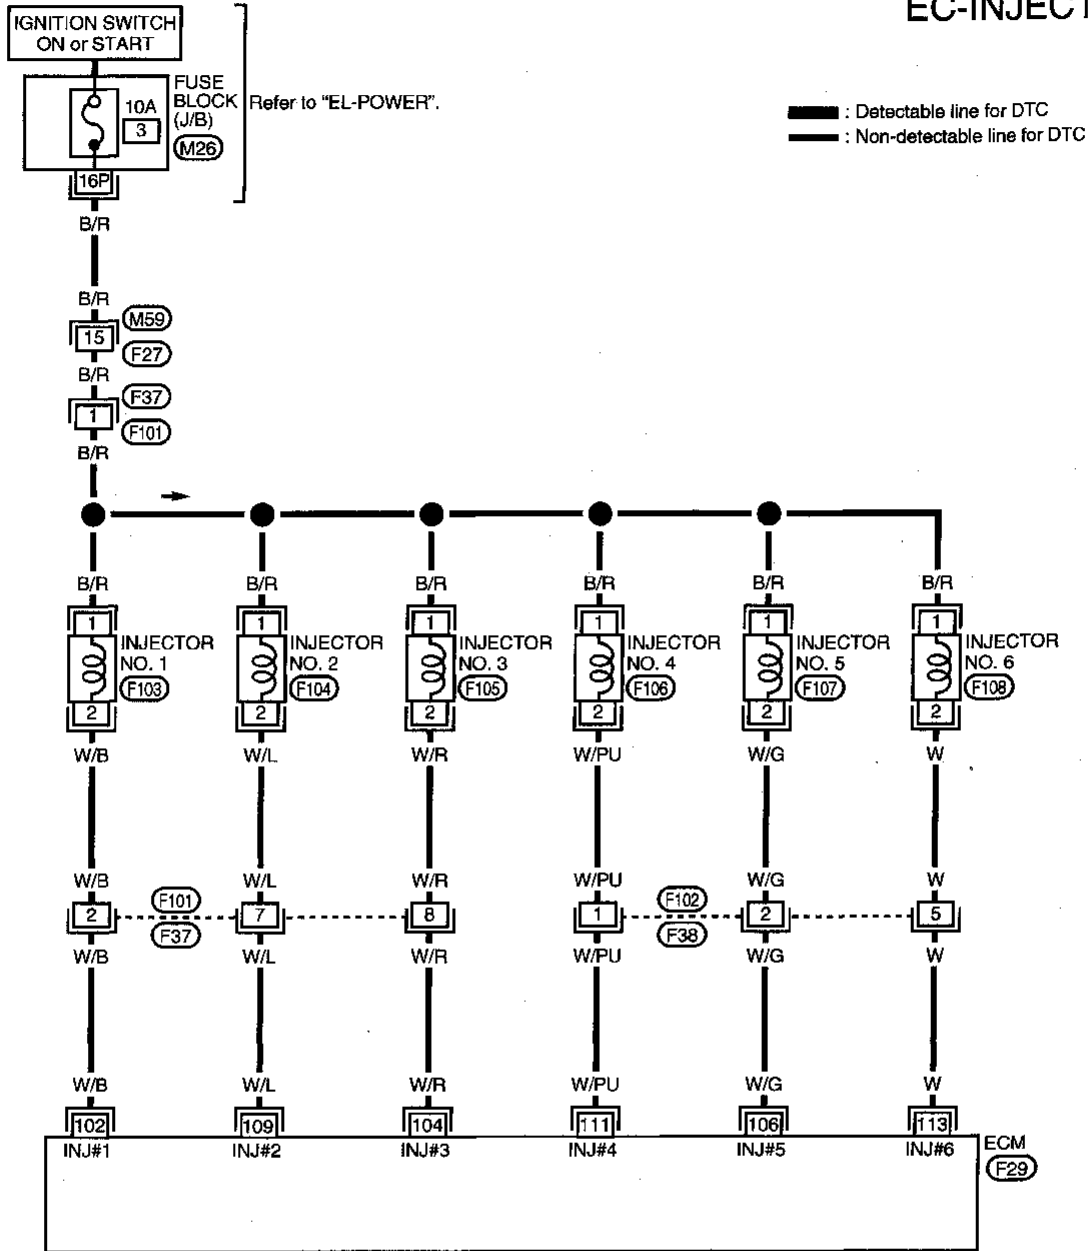 EC-INJECT
IGNITION SWITCH
ON or START
FUSE
BLOCK
(J/B)
10A
3
M26
16P
Refer to "EL-POWER".
: Detectable line for DTC
: Non-detectable line for DTC
B/R
B/R
15
M59
F27
B/R
1
F37
F101
B/R
B/R B/R B/R B/R B/R B/R
1 1 1 1 1 1
INJECTOR
NO. 1
F103
INJECTOR
NO. 2
F104
INJECTOR
NO. 3
F105
INJECTOR
NO. 4
F106
INJECTOR
NO. 5
F107
INJECTOR
NO. 6
F108
2 2 2 2 2 2
W/B W/L W/R W/PU W/G W
W/B W/L W/R W/PU W/G W
2 F101 7 8 1 F102 2 5
F37 F38
W/B W/L W/R W/PU W/G W
W/B W/L W/R W/PU W/G W
102 109 104 111 106 113
INJ#1 INJ#2 INJ#3 INJ#4 INJ#5 INJ#6
ECM
F29